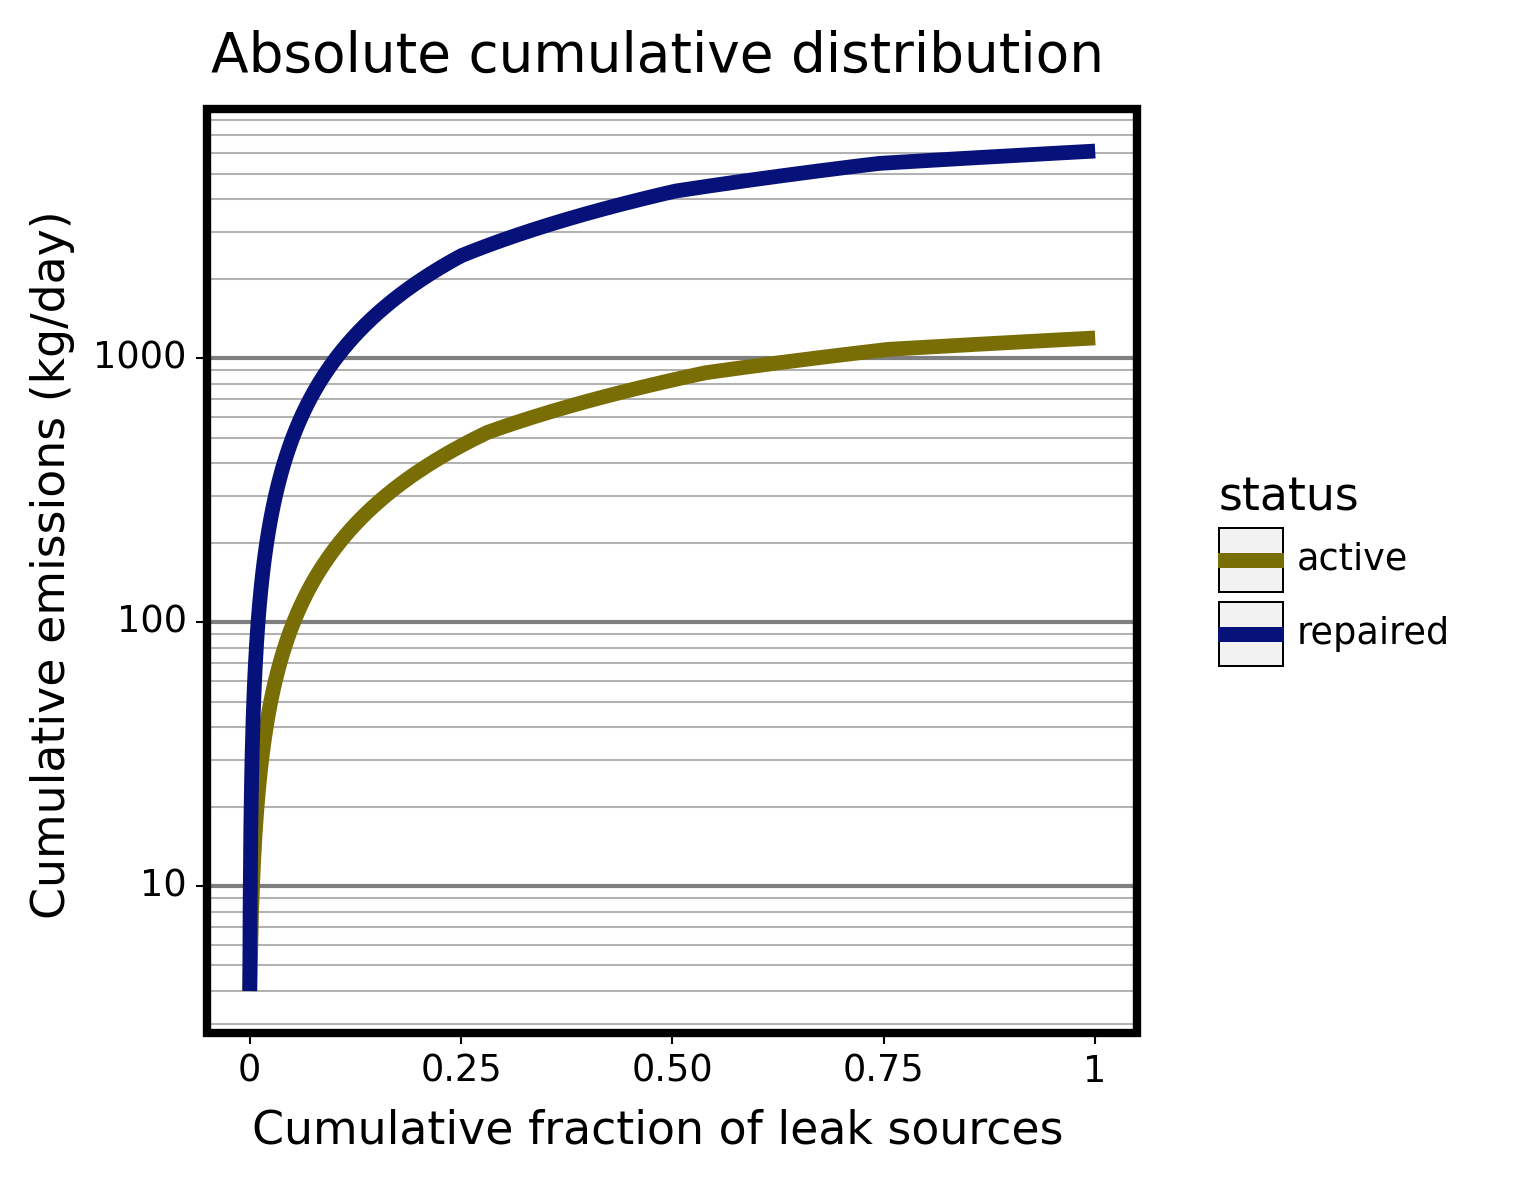 Absolute cumulative distribution
Cumulative emissions (kg/day)
1000
100
10
0
0.25
0.50
0.75
1
Cumulative fraction of leak sources
status
active
repaired